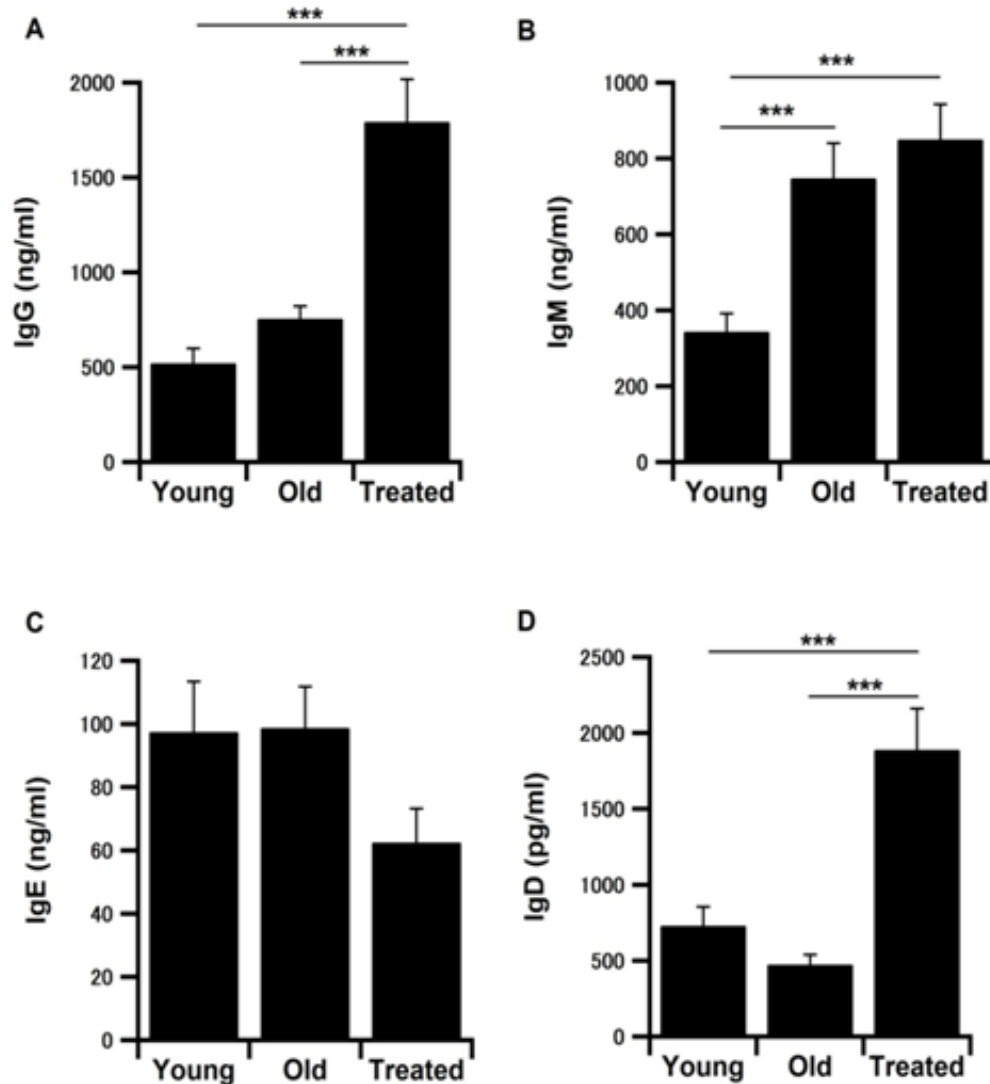 A
***
***
IgG (ng/ml)
2000
1500
1000
500
0
Young Old Treated
B
***
***
IgM (ng/ml)
1000
800
600
400
200
0
Young Old Treated
C
IgE (ng/ml)
120
100
80
60
40
20
0
Young Old Treated
D
***
***
IgD (pg/ml)
2500
2000
1500
1000
500
0
Young Old Treated